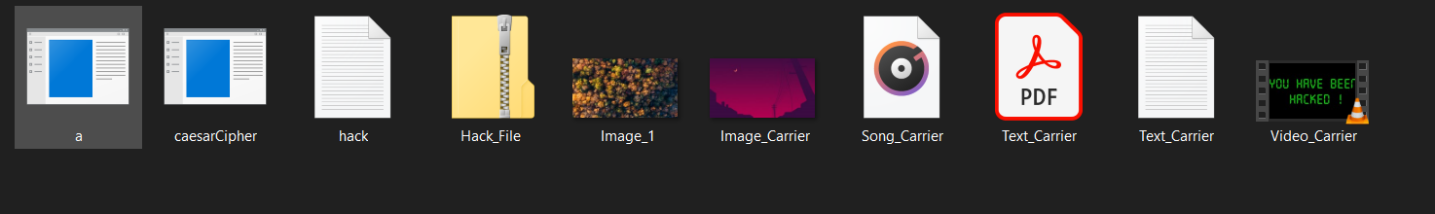 PDF
YOU HAVE BEEN
HACKED !
a
caesarCipher
hack
Hack_File
Image_1
Image_Carrier
Song_Carrier
Text_Carrier
Text_Carrier
Video_Carrier